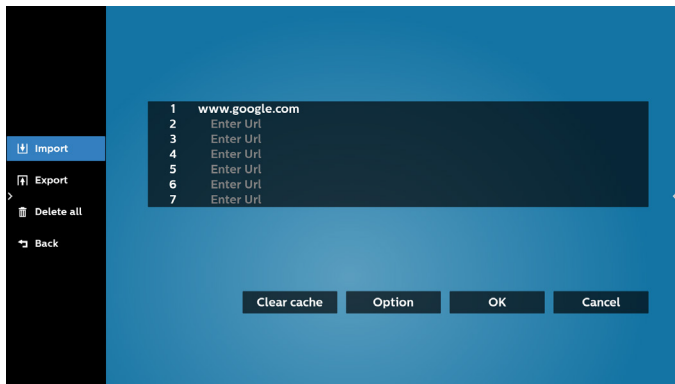 Import
Export
Delete all
Back
1 www.google.com
2 Enter Url
3 Enter Url
4 Enter Url
5 Enter Url
6 Enter Url
7 Enter Url
Clear cache Option OK Cancel